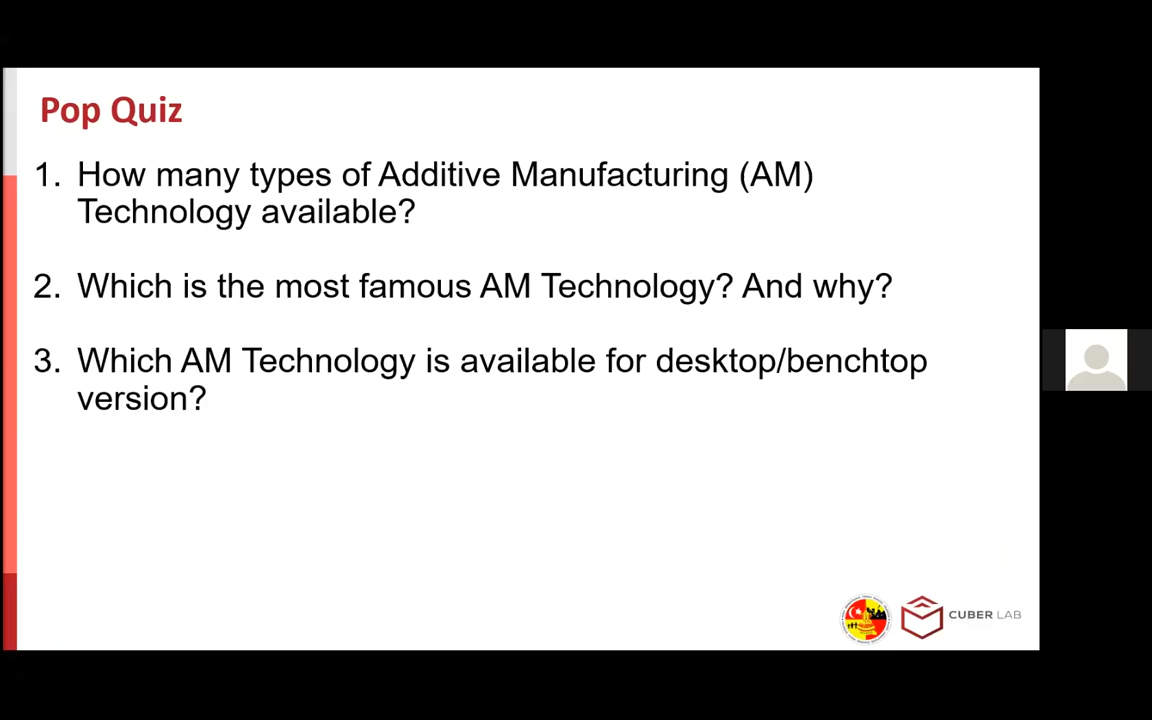 Pop Quiz
1. How many types of Additive Manufacturing (AM)
Technology available?
2. Which is the most famous AM Technology? And why?
3. Which AM Technology is available for desktop/benchtop
version?
CUBER LAB